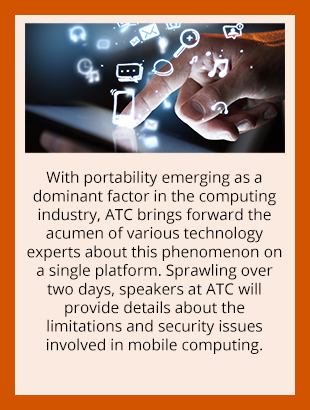 With portability emerging as a
dominant factor in the computing
industry, ATC brings forward the
acumen of various technology
experts about this phenomenon on
a single platform. Sprawling over
two days, speakers at ATC will
provide details about the
limitations and security issues
involved in mobile computing.